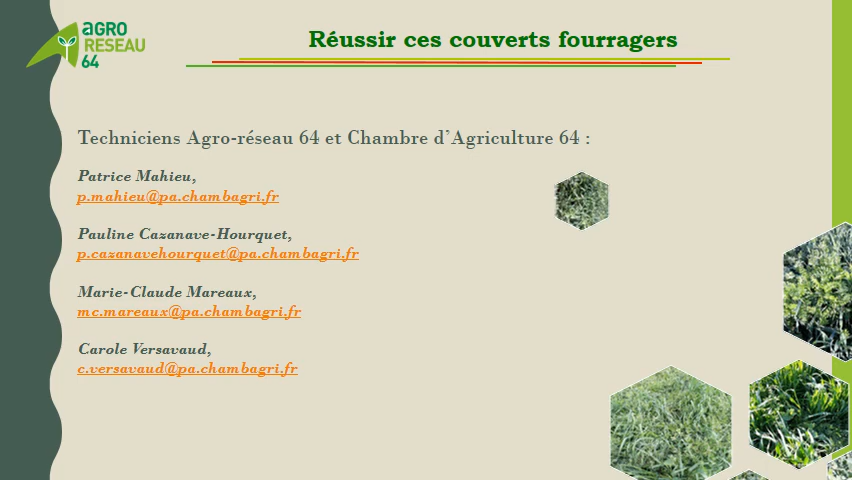 aGRO
RESEAU
64
Réussir ces couverts fourragers
Techniciens Agro-réseau 64 et Chambre d'Agriculture 64 :
Patrice Mahieu,
p.mahieu@pa.chambagri.fr
Pauline Cazanave-Hourquet,
p.cazanavehourquet@pa.chambagri.fr
Marie-Claude Mareaux,
mc.mareaux@pa.chambagri.fr
Carole Versavaud,
c.versavaud@pa.chambagri.fr